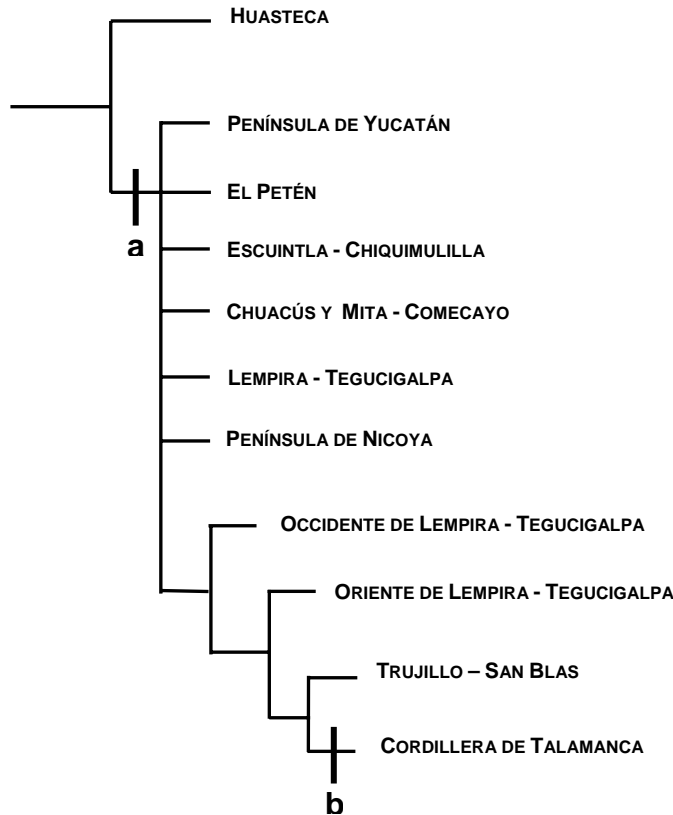 HUASTECA
PENÍNSULA DE YUCATÁN
EL PETÉN
a
ESCUINTLA - CHIQUIMULILLA
CHUACÚS Y MITA - COMECAYO
LEMPIRA - TEGUCIGALPA
PENÍNSULA DE NICOYA
OCCIDENTE DE LEMPIRA - TEGUCIGALPA
ORIENTE DE LEMPIRA - TEGUCIGALPA
TRUJILLO – SAN BLAS
CORDILLERA DE TALAMANCA
b